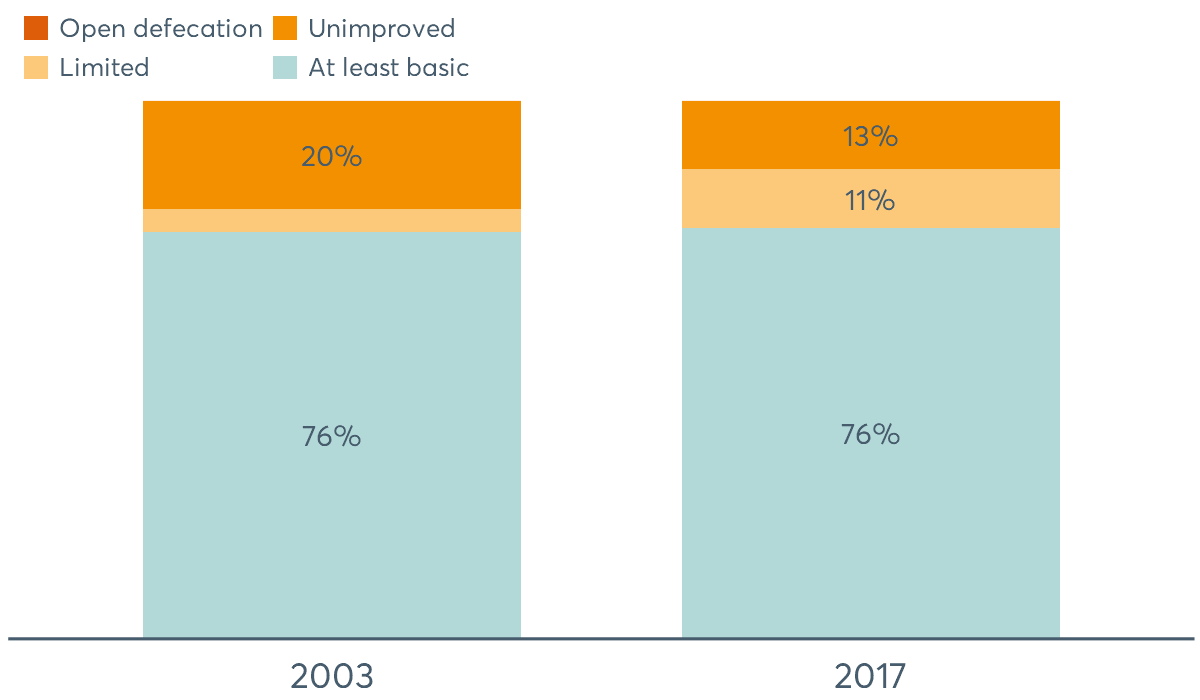 Open defecation Unimproved
Limited At least basic
20% 13%
11%
76% 76%
2003 2017